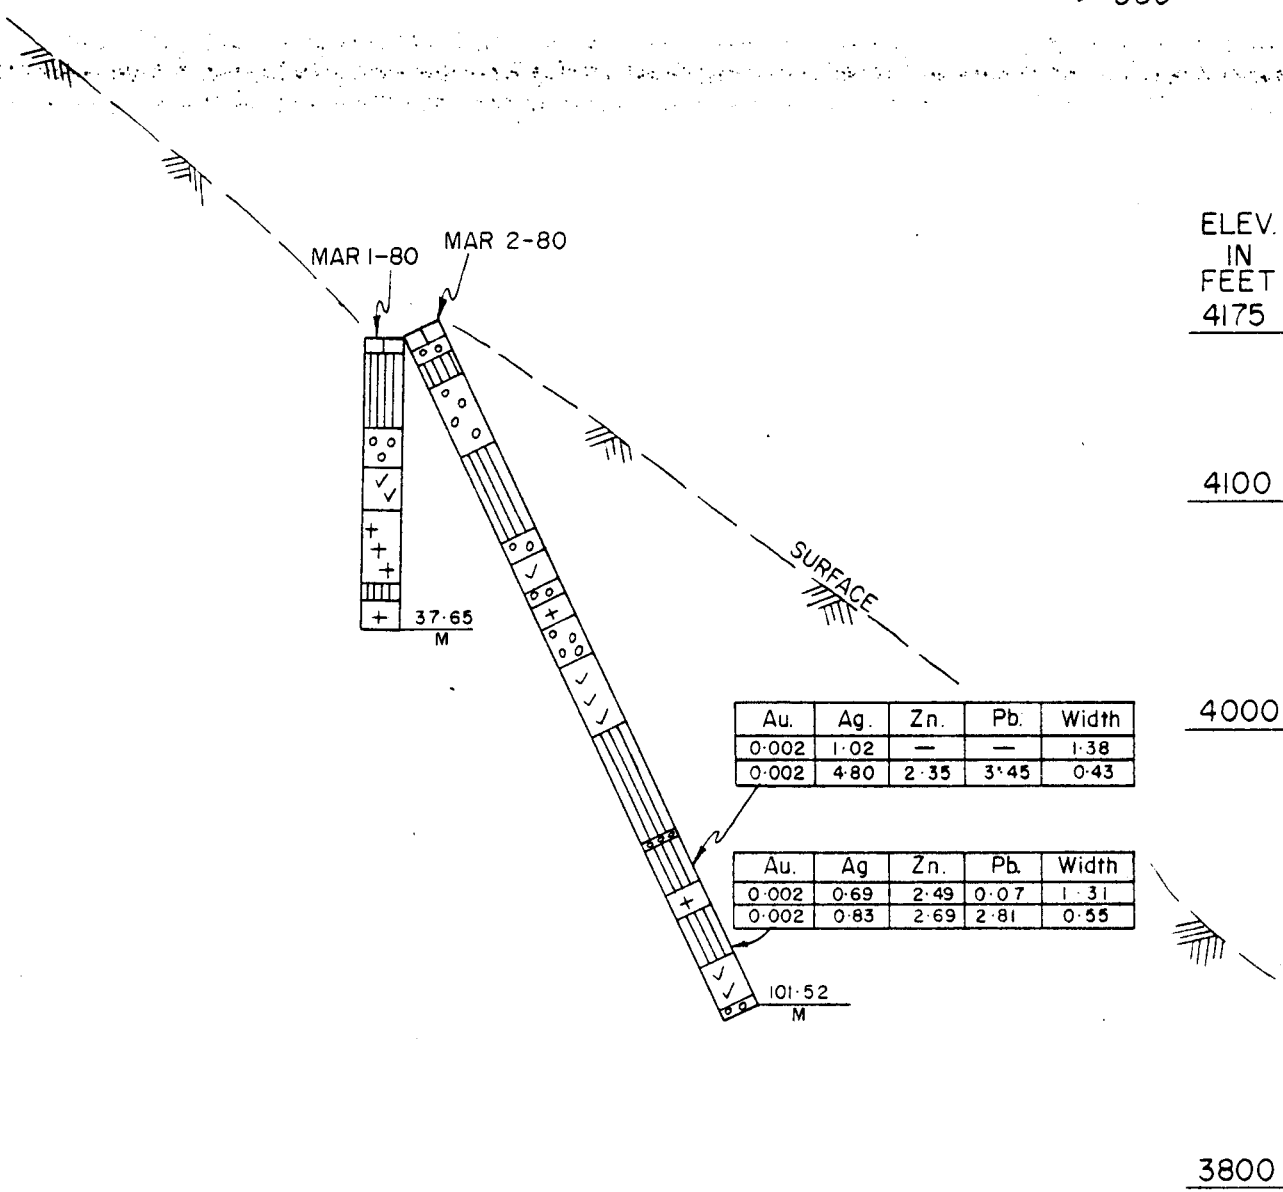 MAR 1-80
MAR 2-80
ELEV.
IN
FEET
4175
4100
SURFACE
37.65
M
4000
Au. Ag. Zn. Pb. Width
0.002 1.02 — — 1.38
0.002 4.80 2.35 3.45 0.43
Au. Ag Zn. Pb. Width
0.002 0.69 2.49 0.07 1.31
0.002 0.83 2.69 2.81 0.55
101.52
M
3800